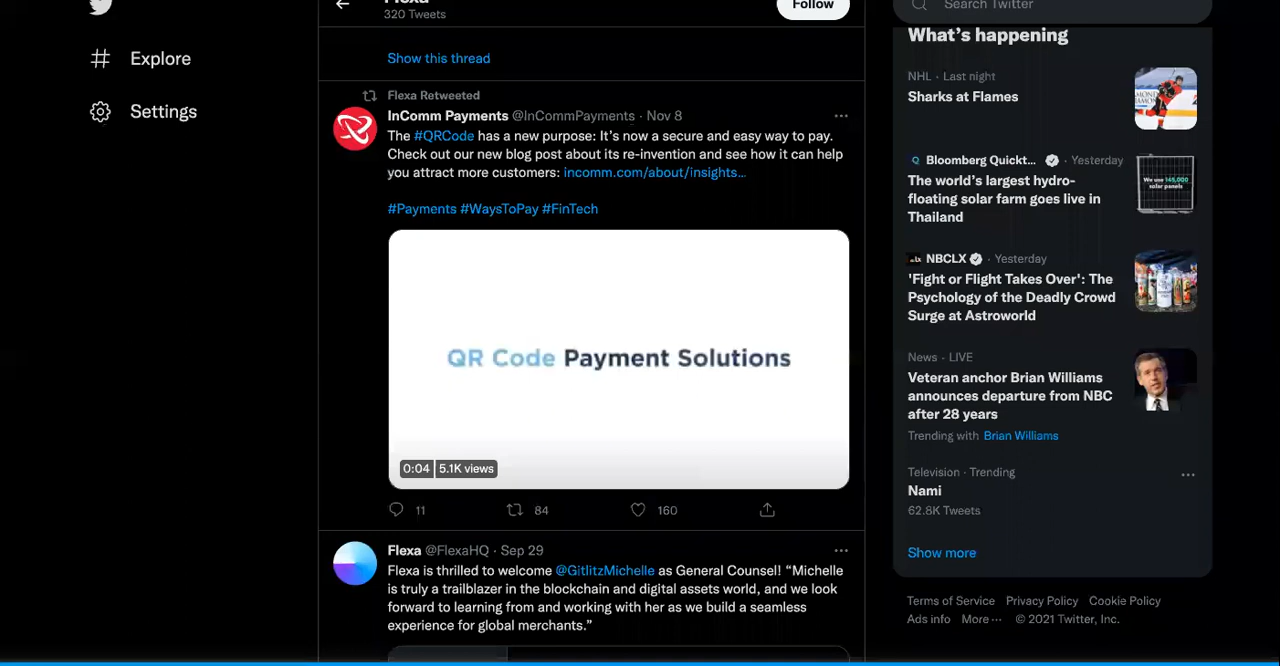 320 Tweets
Follow
Search Twitter
Explore
Settings
Show this thread
Flexa Retweeted
InComm Payments @InCommPayments · Nov 8
The #QRCode has a new purpose: It’s now a secure and easy way to pay.
Check out our new blog post about its re-invention and see how it can help
you attract more customers: incomm.com/about/insights...
#Payments #WaysToPay #FinTech
QR Code Payment Solutions
0:04 5.1K views
11 84 160
Flexa @FlexaHQ · Sep 29
Flexa is thrilled to welcome @GitlitzMichelle as General Counsel! “Michelle
is truly a trailblazer in the blockchain and digital assets world, and we look
forward to learning from and working with her as we build a seamless
experience for global merchants.”
What’s happening
NHL · Last night
Sharks at Flames
Bloomberg Quickt... · Yesterday
The world’s largest hydro-
floating solar farm goes live in
Thailand
NBCLX · Yesterday
'Fight or Flight Takes Over': The
Psychology of the Deadly Crowd
Surge at Astroworld
News · LIVE
Veteran anchor Brian Williams
announces departure from NBC
after 28 years
Trending with Brian Williams
Television · Trending
Nami
62.8K Tweets
Show more
Terms of Service Privacy Policy Cookie Policy
Ads info More ··· © 2021 Twitter, Inc.